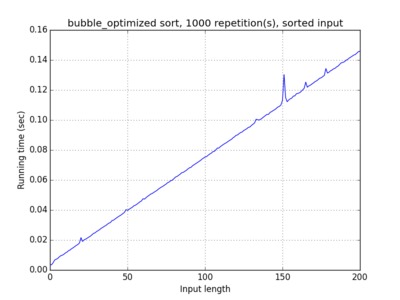 bubble_optimized sort, 1000 repetition(s), sorted input
0.16
0.14
0.12
0.10
0.08
0.06
0.04
0.02
0.00
Running time (sec)
0 50 100 150 200
Input length